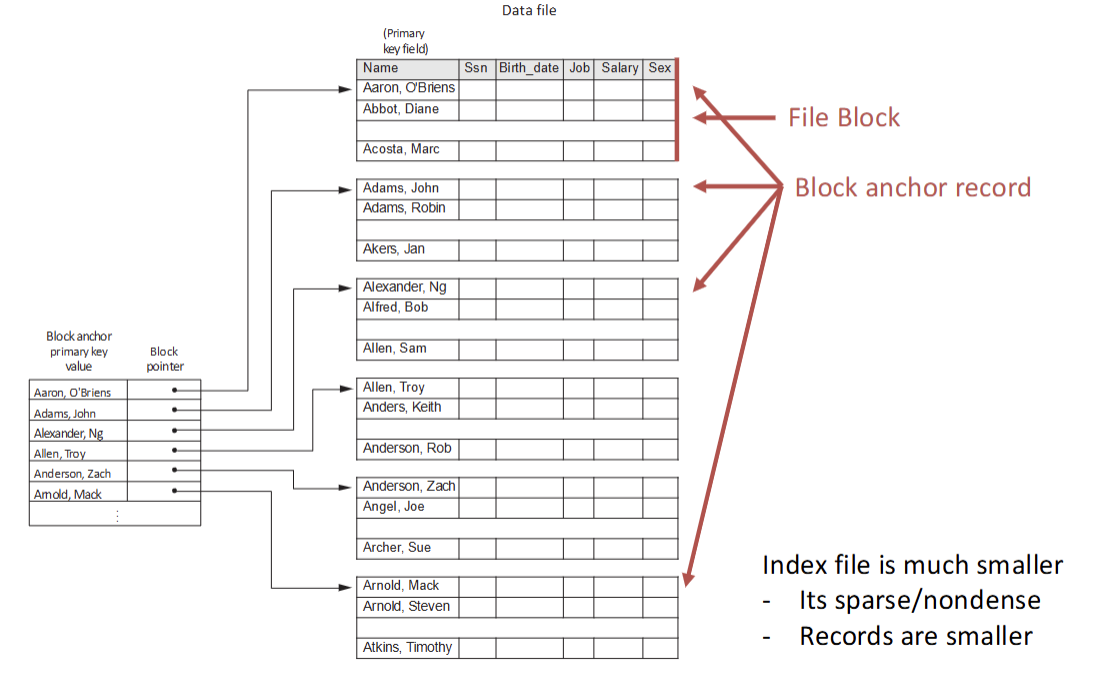 Data file
(Primary
key field)
Name Ssn Birth_date Job Salary Sex
Aaron, O'Briens
Abbot, Diane
Acosta, Marc
Adams, John
Adams, Robin
Akers, Jan
Alexander, Ng
Alfred, Bob
Allen, Sam
Allen, Troy
Anders, Keith
Anderson, Rob
Anderson, Zach
Angel, Joe
Archer, Sue
Arnold, Mack
Arnold, Steven
Atkins, Timothy
Block anchor
primary key
value
Block
pointer
Aaron, O'Briens
Adams, John
Alexander, Ng
Allen, Troy
Anderson, Zach
Arnold, Mack
⋮
File Block
Block anchor record
Index file is much smaller
- Its sparse/nondense
- Records are smaller